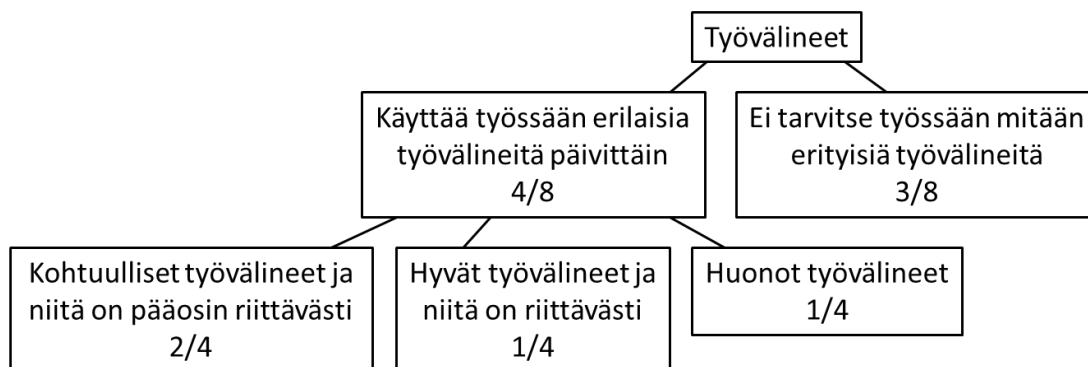 Työvälineet
Käyttää työssään erilaisia
työvälineitä päivittäin
4/8
Ei tarvitse työssään mitään
erityisiä työvälineitä
3/8
Kohtuulliset työvälineet ja
niitä on pääosin riittävästi
2/4
Hyvät työvälineet ja
niitä on riittävästi
1/4
Huonot työvälineet
1/4